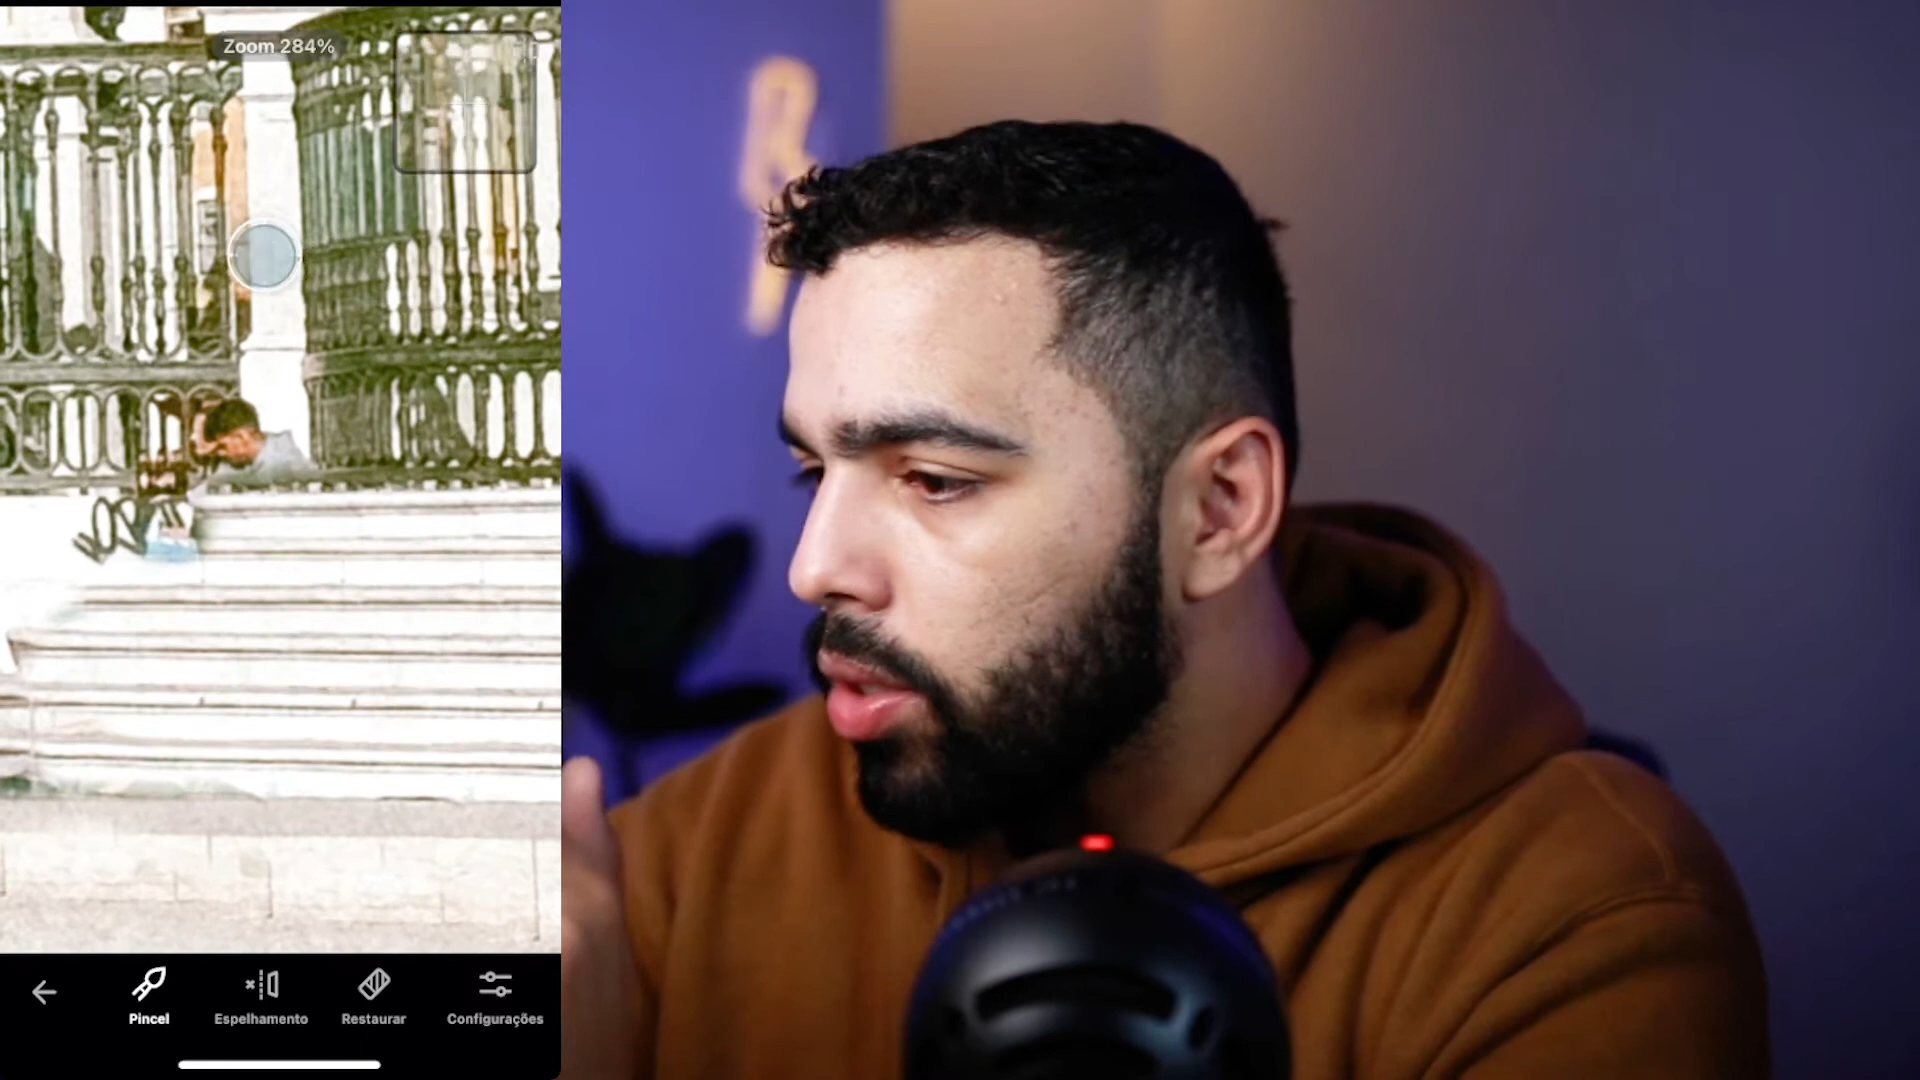 Zoom 284%
Pincel
Espelhamento
Restaurar
Configurações